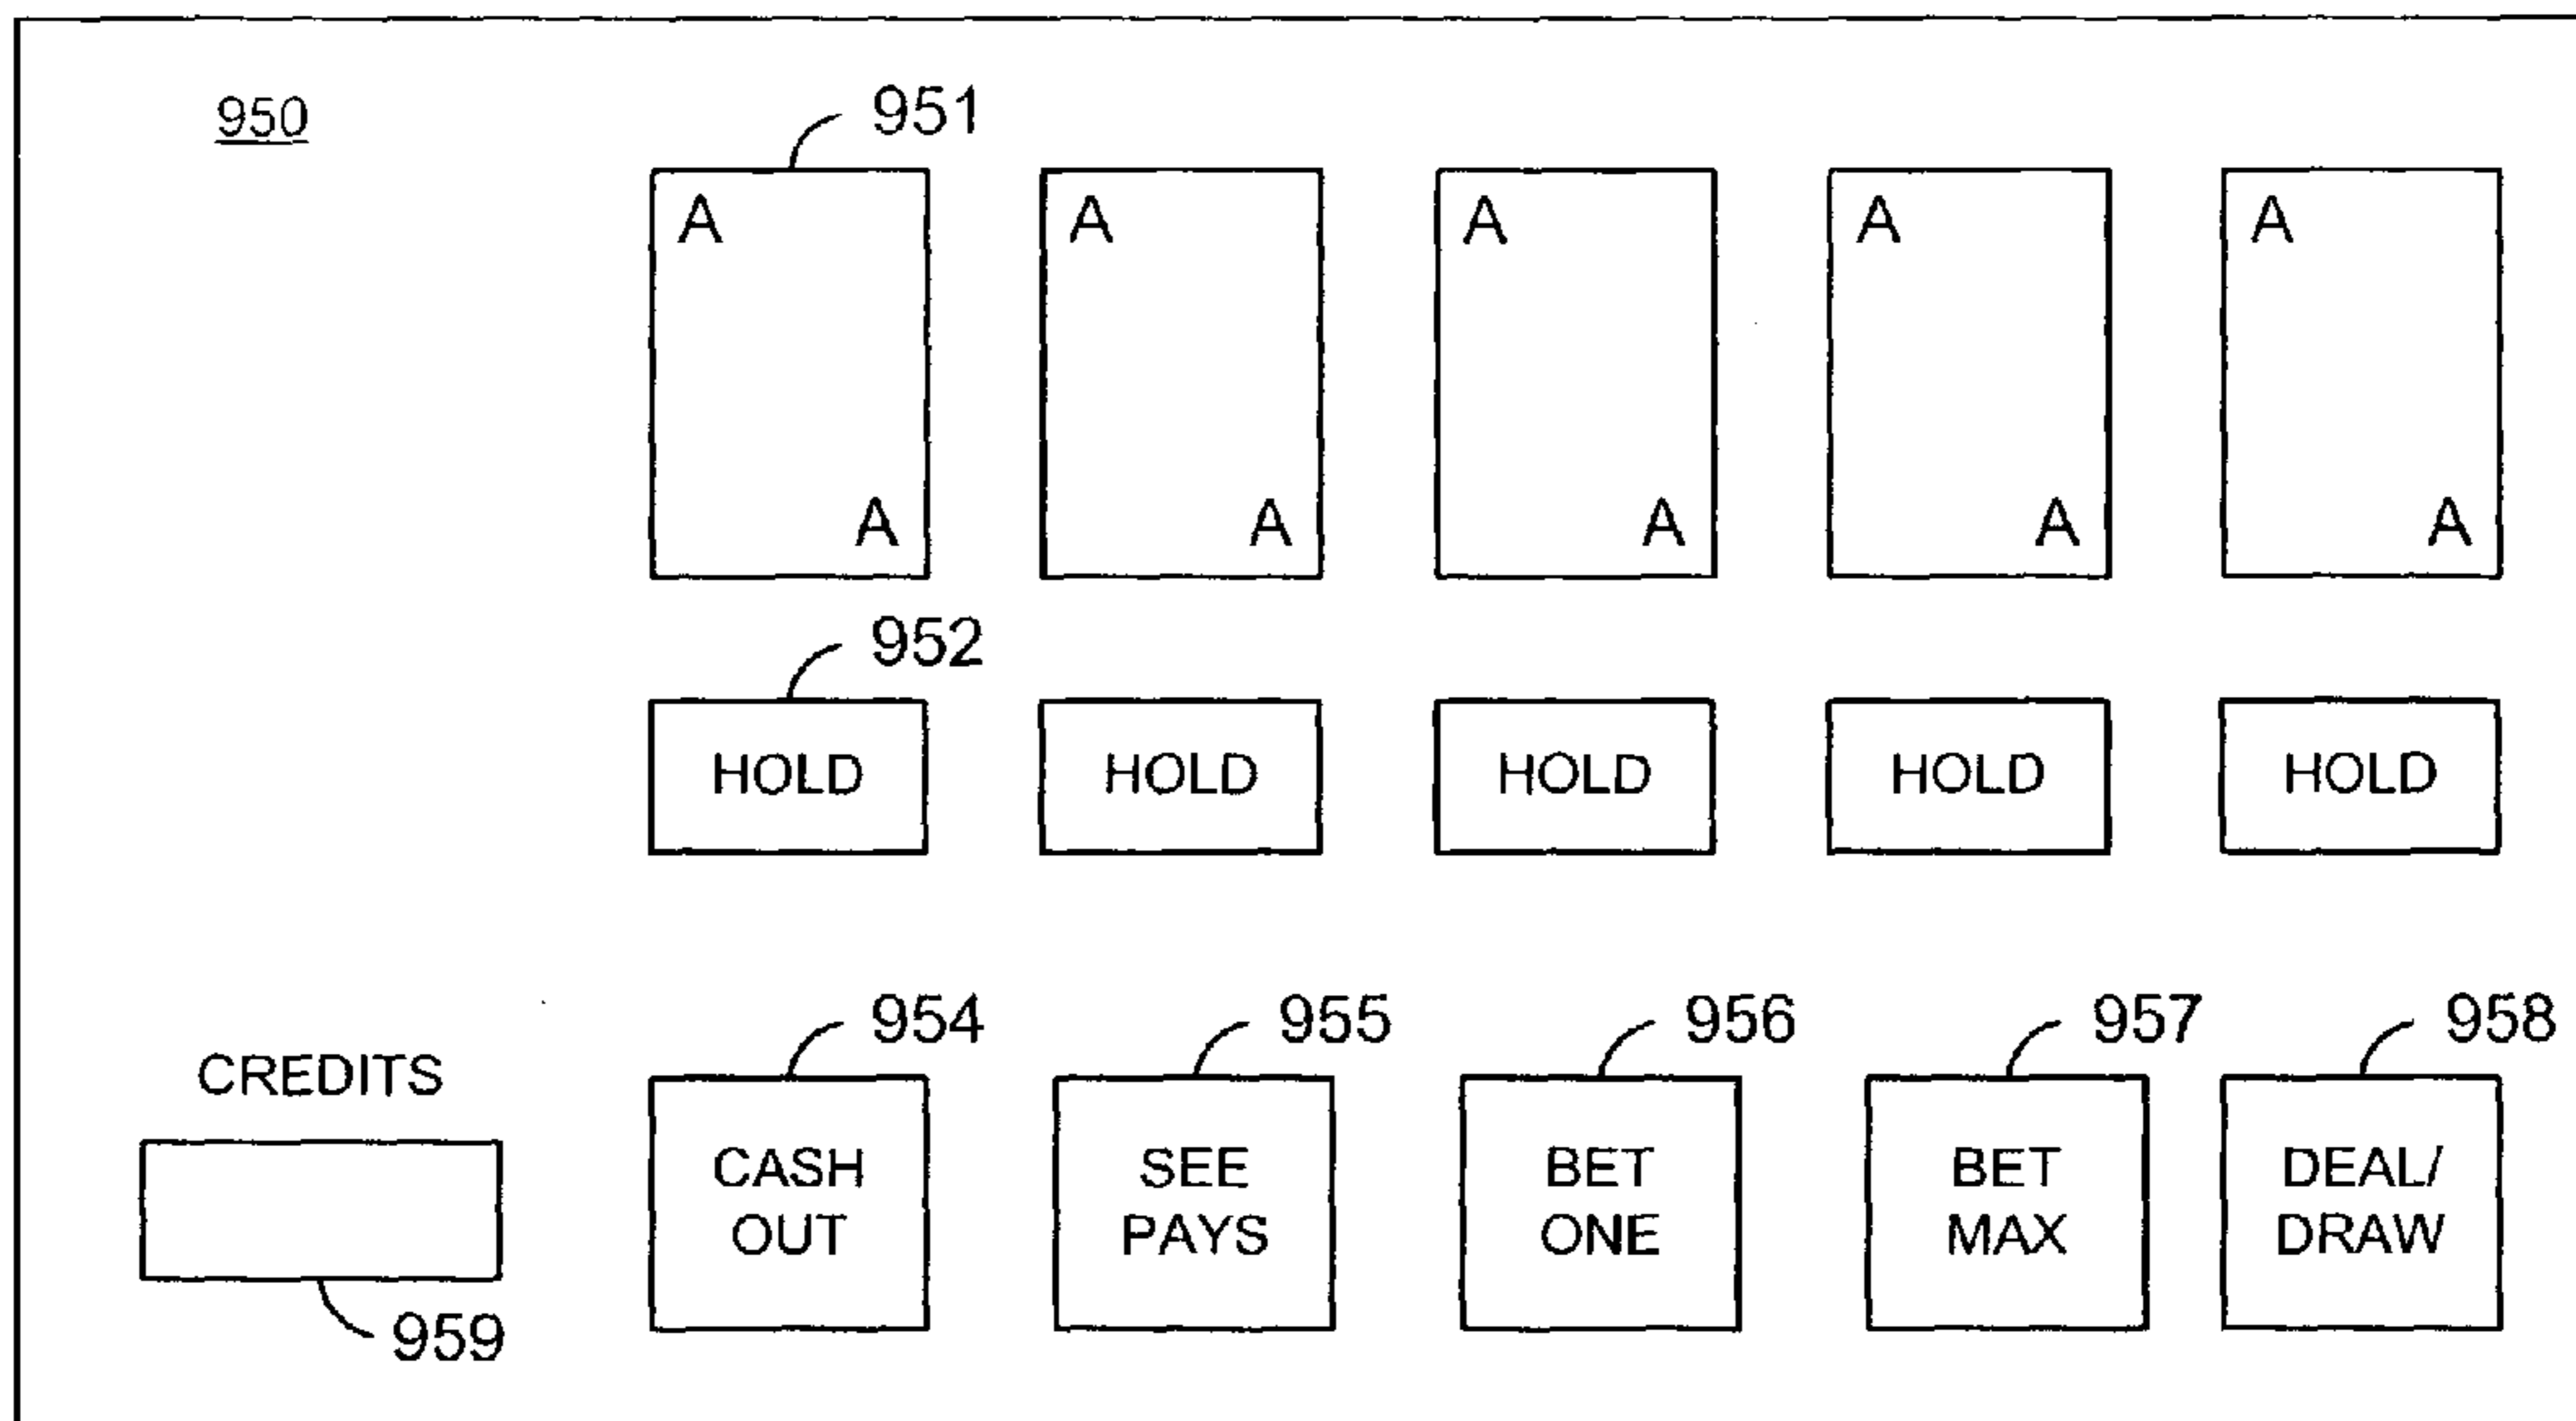 950
951
A A A A A
A A A A A
952
HOLD HOLD HOLD HOLD HOLD
954 955 956 957 958
CREDITS
CASH OUT
SEE PAYS
BET ONE
BET MAX
DEAL/ DRAW
959